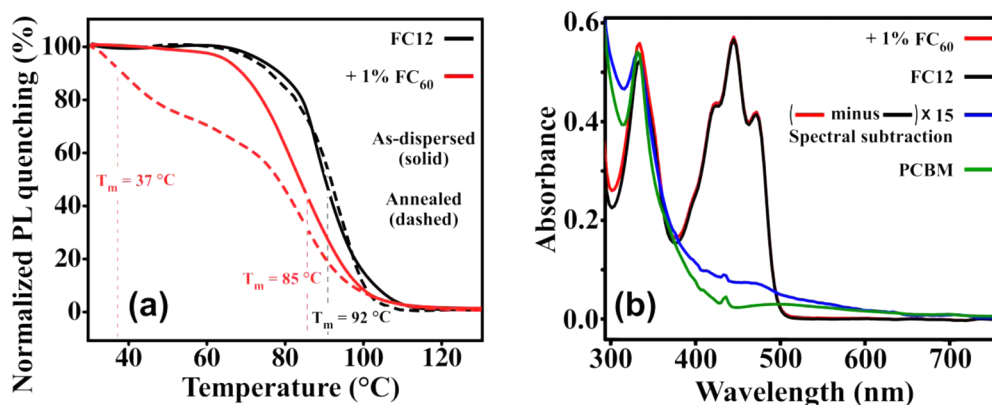 Normalized PL quenching (%)
100
80
60
40
20
0
FC12
+ 1% FC60
As-dispersed
(solid)
Annealed
(dashed)
Tm = 37 °C
Tm = 85 °C
Tm = 92 °C
(a)
40
60
80
100
120
Temperature (°C)
Absorbance
0.6
0.4
0.2
0.0
+ 1% FC60
FC12
( minus ) x 15
Spectral subtraction
PCBM
(b)
300
400
500
600
700
Wavelength (nm)